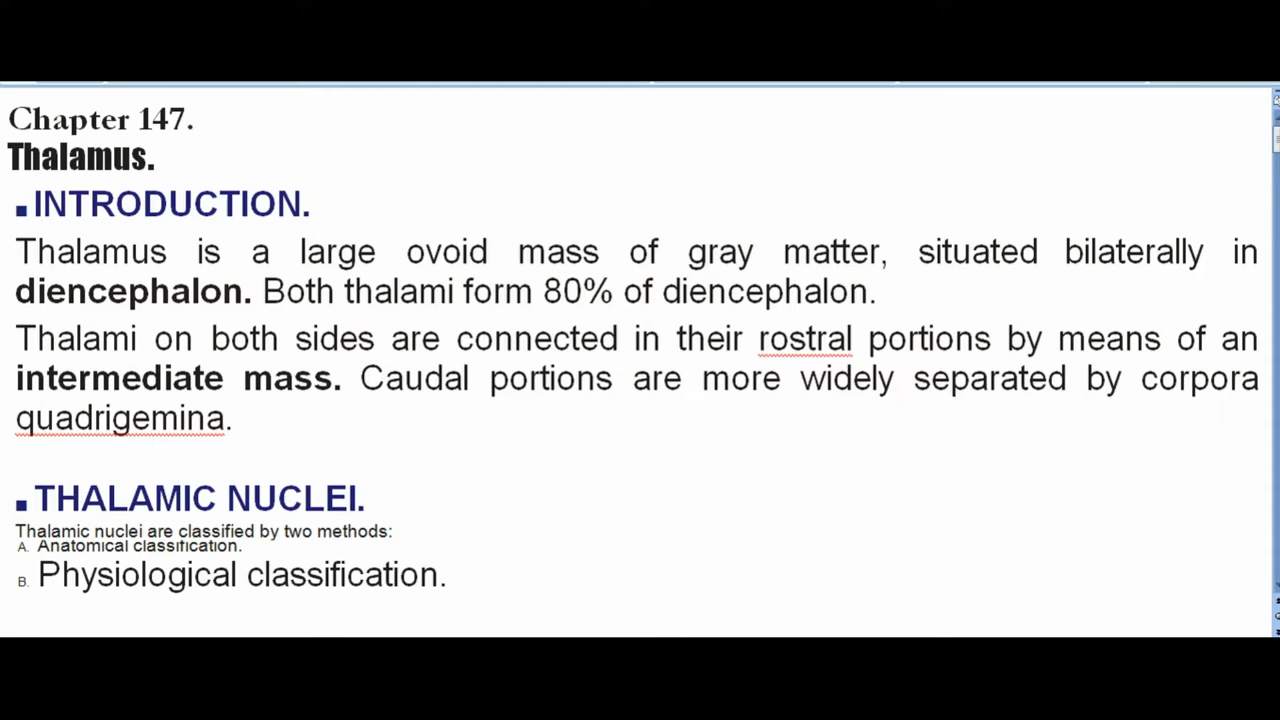 Chapter 147.
Thalamus.
▪INTRODUCTION.
Thalamus is a large ovoid mass of gray matter, situated bilaterally in
diencephalon. Both thalami form 80% of diencephalon.
Thalami on both sides are connected in their rostral portions by means of an
intermediate mass. Caudal portions are more widely separated by corpora
quadrigemina.
▪THALAMIC NUCLEI.
Thalamic nuclei are classified by two methods:
A. Anatomical classification.
B. Physiological classification.